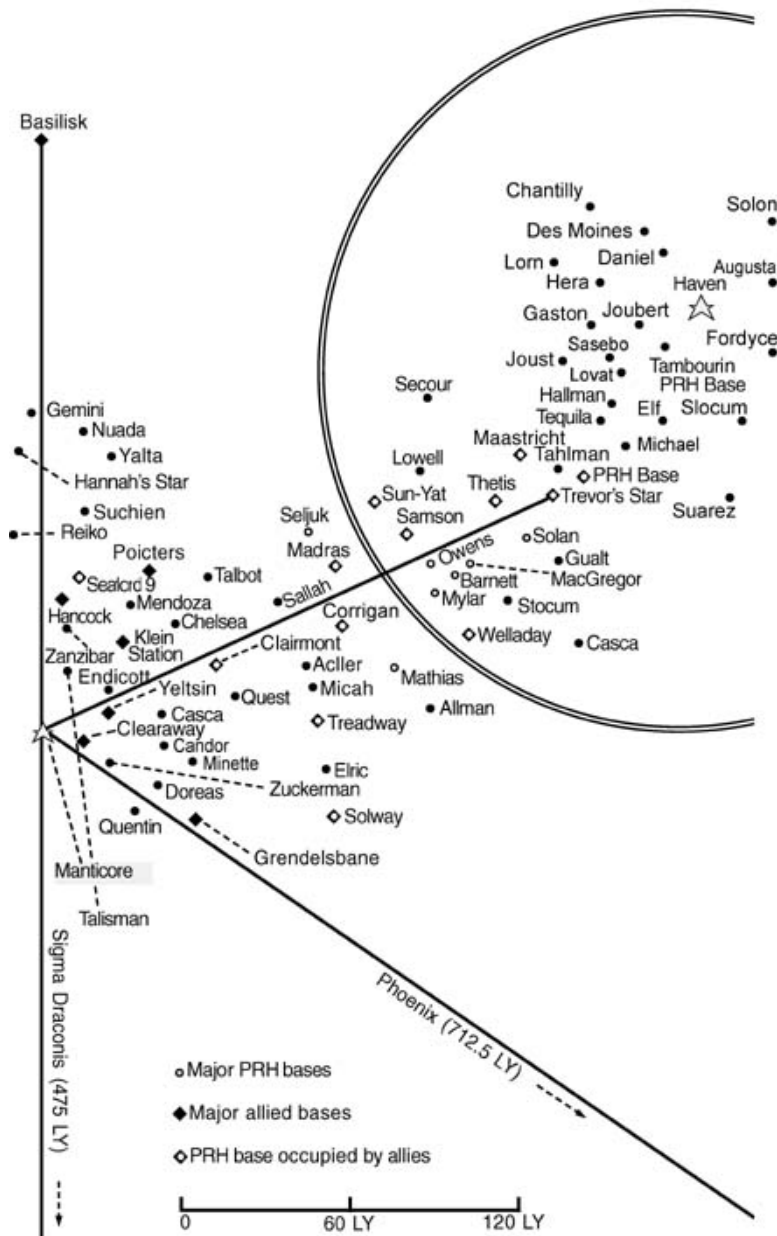 Basilisk
Chantilly
Solon
Des Moines
Lorn
Daniel
Augusta
Hera
Haven
Gaston
Joubert
Fordyce
Sasebo
Joust
Tambourin
Lovat
PRH Base
Secour
Hallman
Gemini
Tequila
Elf
Slocum
Nuada
Maastricht
Michael
Yalta
Lowell
Tahlman
Hannah's Star
Thetis
PRH Base
Sun-Yat
Trevor's Star
Suarez
Suchien
Seljuk
Samson
Reiko
Solan
Poicters
Madras
Owens
Gualt
Sealcrd 9
Talbot
Barnett
MacGregor
Mendoza
Sallah
Mylar
Stocum
Hancock
Chelsea
Corrigan
Klein
Station
Clairmont
Welladay
Casca
Zanzibar
Acller
Mathias
Endicott
Yeltsin
Micah
Quest
Allman
Casca
Treadway
Clearaway
Candor
Minette
Elric
Doreas
Zuckerman
Quentin
Solway
Grendelsbane
Manticore
Talisman
Sigma Draconis (475 LY)
Phoenix (712.5 LY)
Major PRH bases
Major allied bases
PRH base occupied by allies
0 60 LY 120 LY